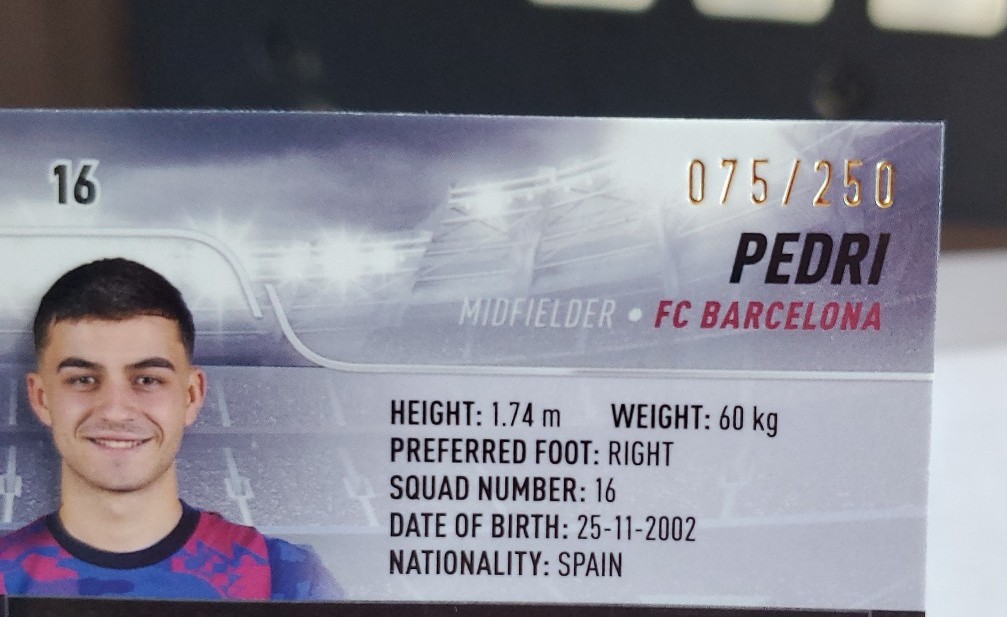 16
075/250
PEDRI
MIDFIELDER • FC BARCELONA
HEIGHT: 1.74 m WEIGHT: 60 kg
PREFERRED FOOT: RIGHT
SQUAD NUMBER: 16
DATE OF BIRTH: 25-11-2002
NATIONALITY: SPAIN